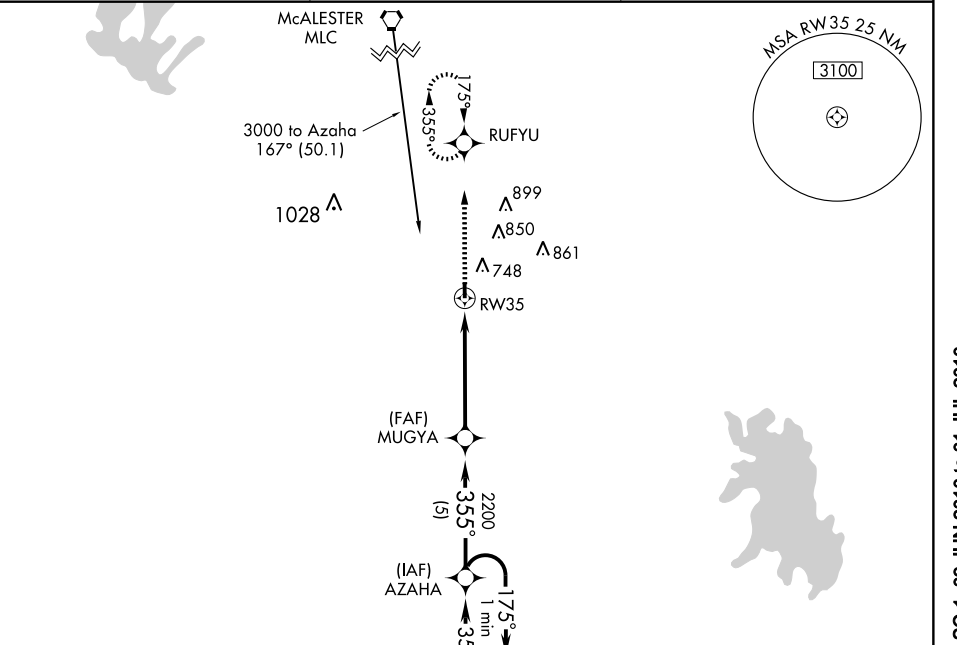 McALESTER
MLC
MSA RW35 25 NM
3100
175°
355°
3000 to Azaha
167° (50.1)
RUFYU
1028
899
850
861
748
RW35
(FAF)
MUGYA
2200
355°
(5)
(IAF)
AZAHA
175°
1 min